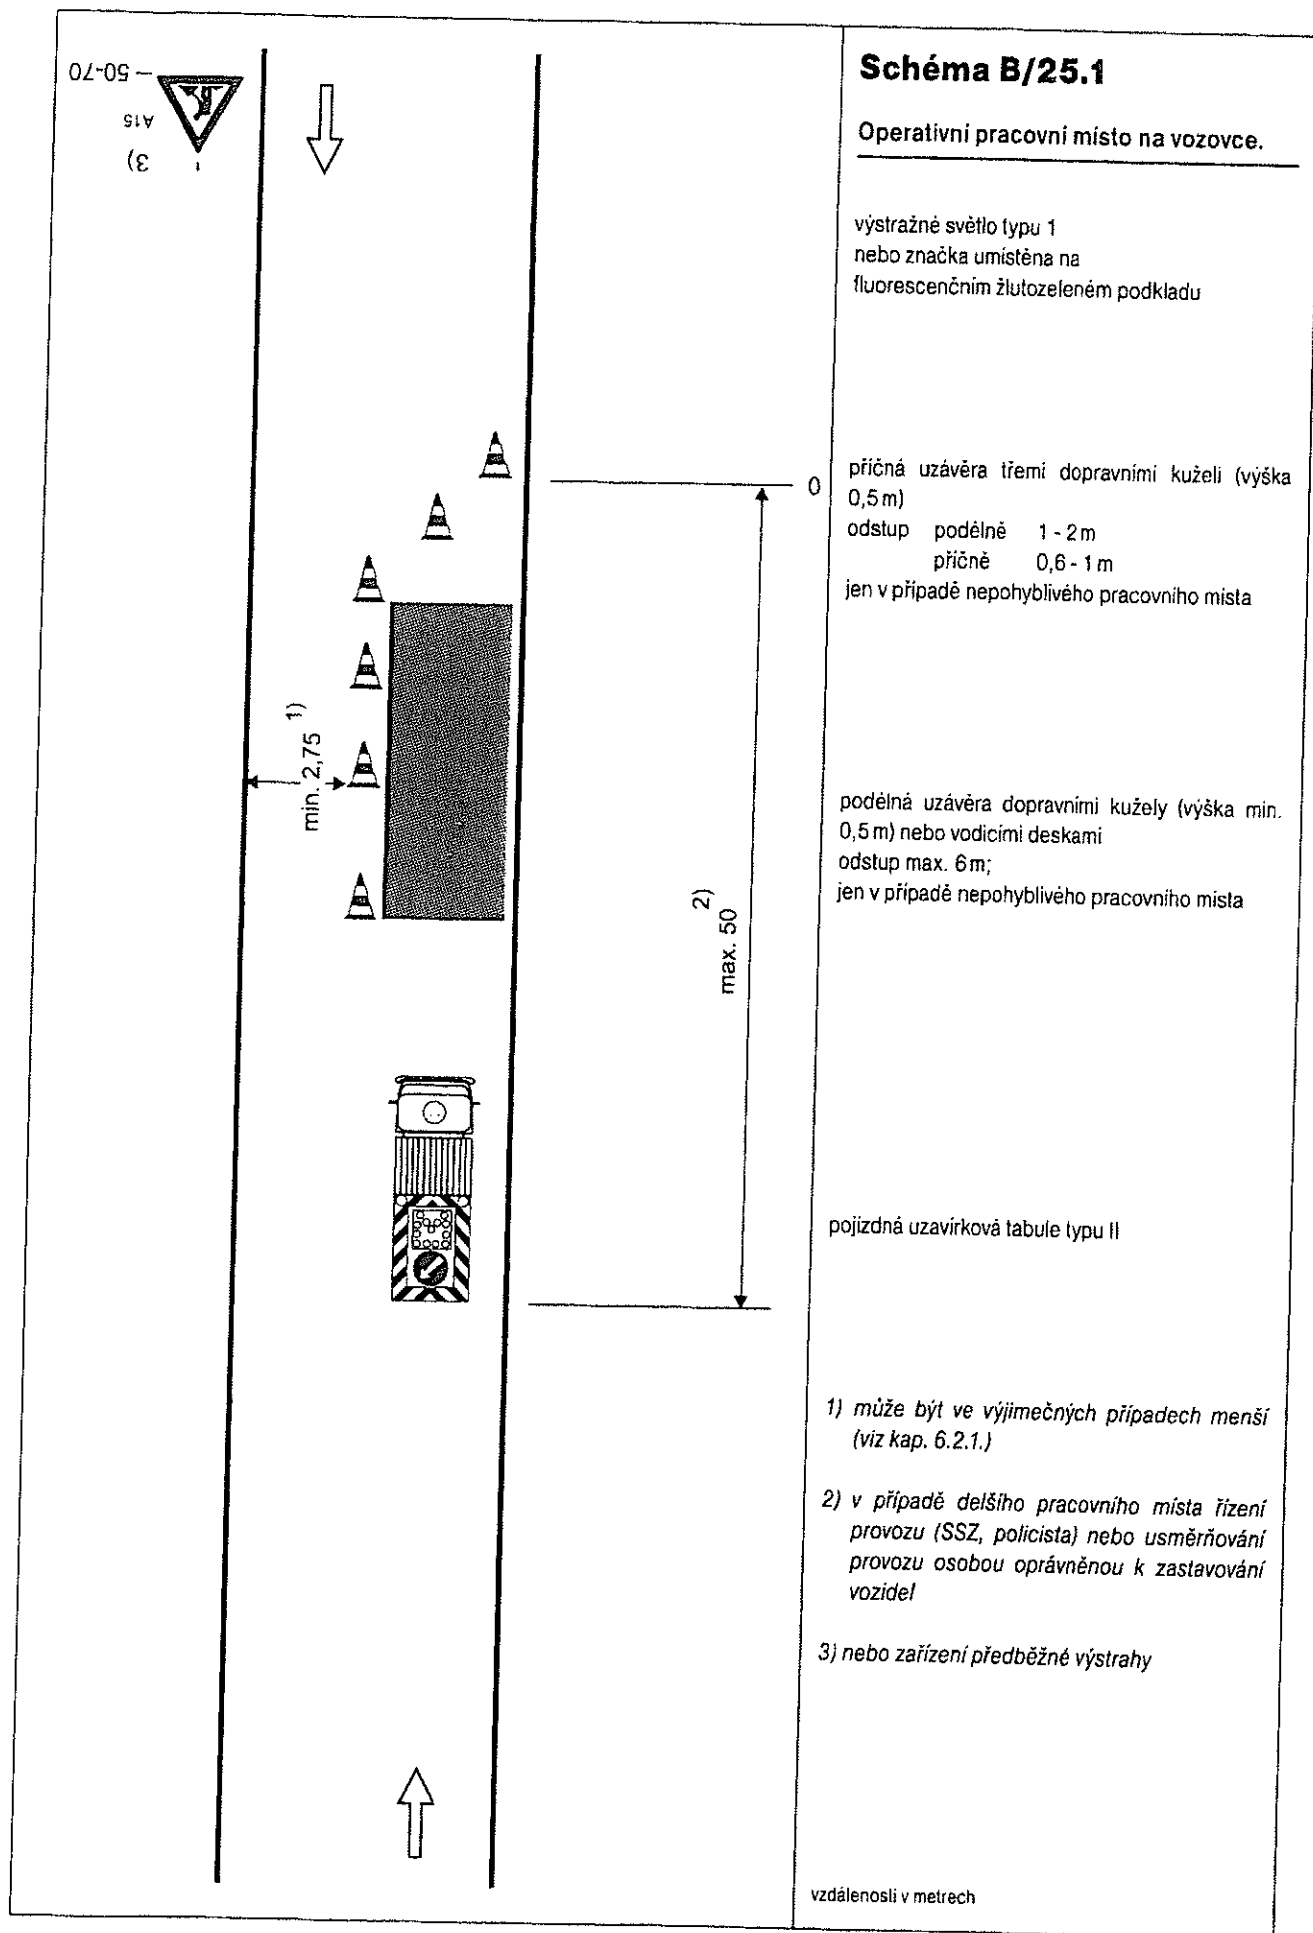 50-70
A15
3)
1
min. 2,75 1)
max. 50 2)
0
Schéma B/25.1
Operativní pracovní místo na vozovce.
výstražné světlo typu 1
nebo značka umístěna na
fluorescenčním žlutozeleném podkladu
příčná uzávěra třemi dopravními kuželi (výška
0,5 m)
odstup podélně 1 - 2 m
příčně 0,6 - 1 m
jen v případě nepohyblivého pracovního místa
podélná uzávěra dopravními kužely (výška min.
0,5 m) nebo vodicími deskami
odstup max. 6 m;
jen v případě nepohyblivého pracovního místa
pojízdná uzavírková tabule typu II
1) může být ve výjimečných případech menší
(viz kap. 6.2.1.)
2) v případě delšího pracovního místa řízení
provozu (SSZ, policista) nebo usměrňování
provozu osobou oprávněnou k zastavování
vozidel
3) nebo zařízení předběžné výstrahy
vzdálenosti v metrech